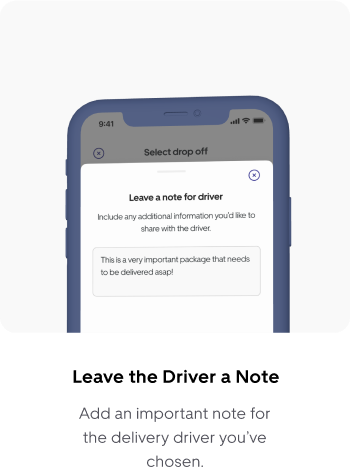 9:41
Select drop off
Leave a note for driver
Include any additional information you'd like to
share with the driver.
This is a very important package that needs
to be delivered asap!
Leave the Driver a Note
Add an important note for
the delivery driver you've
chosen.